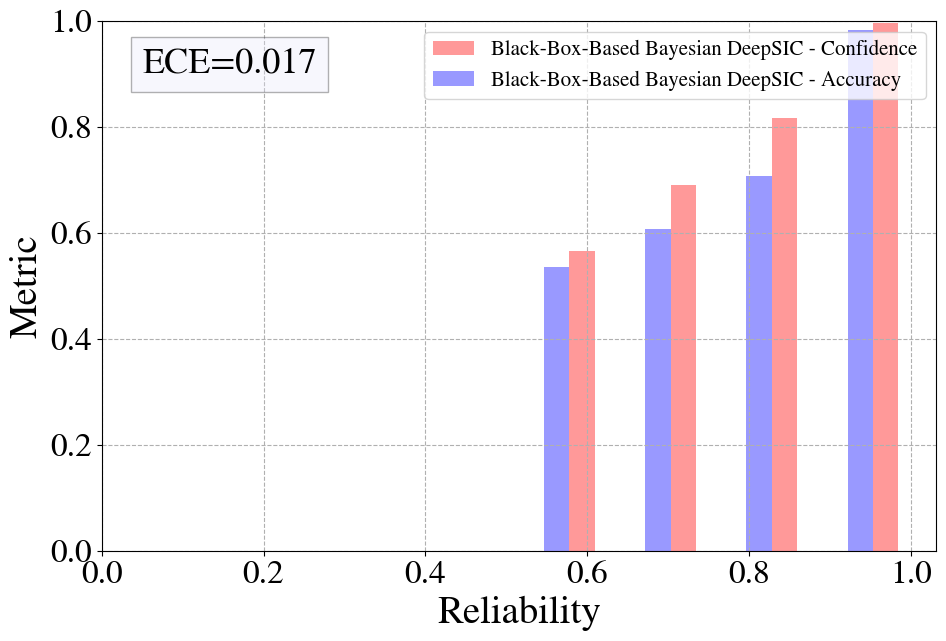 ECE=0.017
Black-Box-Based Bayesian DeepSIC - Confidence
Black-Box-Based Bayesian DeepSIC - Accuracy
1.0
0.8
0.6
0.4
0.2
0.0
Metric
0.0 0.2 0.4 0.6 0.8 1.0
Reliability